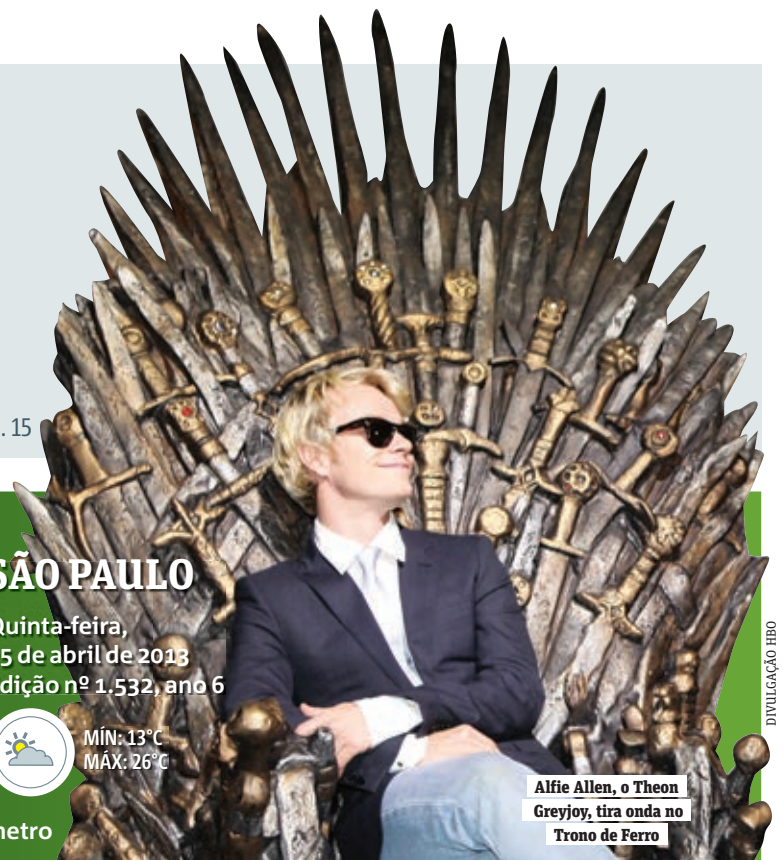 . 15
SÃO PAULO
Quinta-feira,
5 de abril de 2013
dição nº 1.532, ano 6
MÍN: 13°C
MÁX: 26°C
netro
DIVULGAÇÃO HBO
Alfie Allen, o Theon
Greyjoy, tira onda no
Trono de Ferro